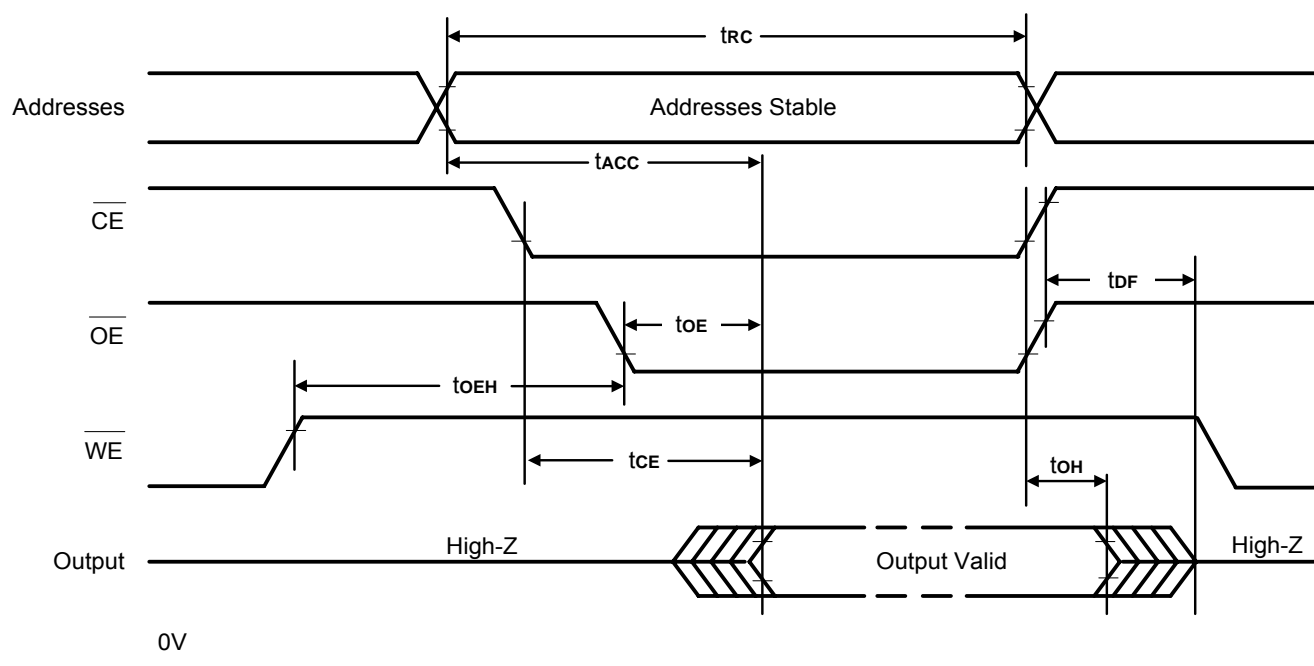 tRC
Addresses
Addresses Stable
tACC
CE
tDF
OE
tOE
tOEH
WE
tCE
tOH
Output
High-Z
Output Valid
High-Z
0V